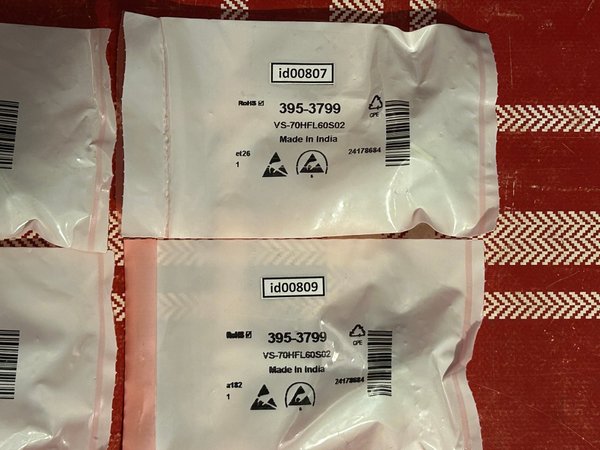 id00807
RoHS
395-3799
CPE
VS-70HFL60S02
Made In India
et26
24178684
1
id00809
RoHS
395-3799
CPE
VS-70HFL60S02
Made In India
a182
24178684
1